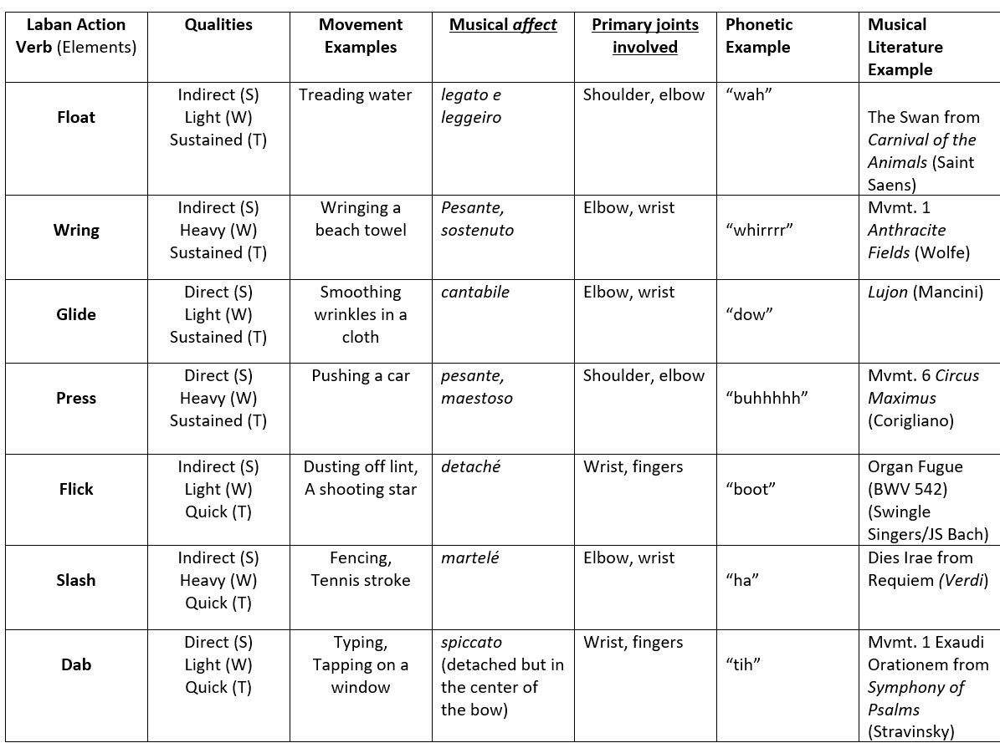 Laban Action
Verb (Elements)
Qualities
Movement
Examples
Musical affect
Primary joints
involved
Phonetic
Example
Musical
Literature
Example
Float
Indirect (S)
Light (W)
Sustained (T)
Treading water
legato e
leggeiro
Shoulder, elbow
“wah”
The Swan from
Carnival of the
Animals (Saint
Saens)
Wring
Indirect (S)
Heavy (W)
Sustained (T)
Wringing a
beach towel
Pesante,
sostenuto
Elbow, wrist
“whirrrr”
Mvmt. 1
Anthracite
Fields (Wolfe)
Glide
Direct (S)
Light (W)
Sustained (T)
Smoothing
wrinkles in a
cloth
cantabile
Elbow, wrist
“dow”
Lujon (Mancini)
Press
Direct (S)
Heavy (W)
Sustained (T)
Pushing a car
pesante,
maestoso
Shoulder, elbow
“buhhhhh”
Mvmt. 6 Circus
Maximus
(Corigliano)
Flick
Indirect (S)
Light (W)
Quick (T)
Dusting off lint,
A shooting star
detaché
Wrist, fingers
“boot”
Organ Fugue
(BWV 542)
(Swingle
Singers/JS Bach)
Slash
Indirect (S)
Heavy (W)
Quick (T)
Fencing,
Tennis stroke
martelé
Elbow, wrist
“ha”
Dies Irae from
Requiem (Verdi)
Dab
Direct (S)
Light (W)
Quick (T)
Typing,
Tapping on a
window
spiccato
(detached but in
the center of
the bow)
Wrist, fingers
“tih”
Mvmt. 1 Exaudi
Orationem from
Symphony of
Psalms
(Stravinsky)